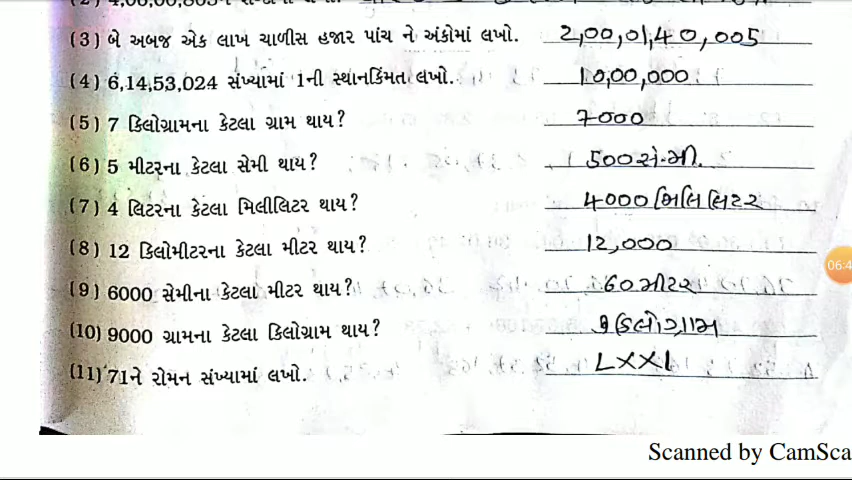 (3) બે અબજ એક લાખ ચાળીસ હજાર પાંચ ને અંકોમાં લખો. 2,00,01,40,005
(4) 6,14,53,024 સંખ્યામાં 1ની સ્થાનકિંમત લખો. 10,00,000
(5) 7 કિલોગ્રામના કેટલા ગ્રામ થાય? 7000
(6) 5 મીટરના કેટલા સેમી થાય? 500 સે.મી.
(7) 4 લિટરના કેટલા મિલીલિટર થાય? 4000 મિલિલિટર
(8) 12 કિલોમીટરના કેટલા મીટર થાય? 12,000
(9) 6000 સેમીના કેટલા મીટર થાય? 60 મીટર
(10) 9000 ગ્રામના કેટલા કિલોગ્રામ થાય? 9 કિલોગ્રામ
(11) 71ને રોમન સંખ્યામાં લખો. LXXI
06:4
Scanned by CamSca